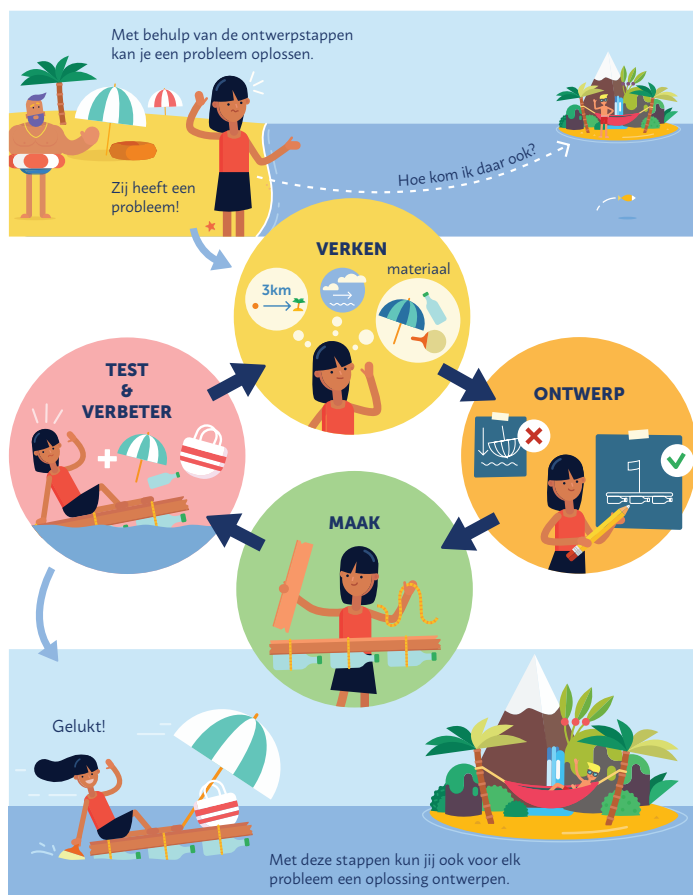 Met behulp van de ontwerpstappen
kan je een probleem oplossen.
Hoe kom ik daar ook?
Zij heeft een
probleem!
VERKEN
materiaal
3km
TEST
&
VERBETER
ONTWERP
MAAK
Gelukt!
Met deze stappen kun jij ook voor elk
probleem een oplossing ontwerpen.